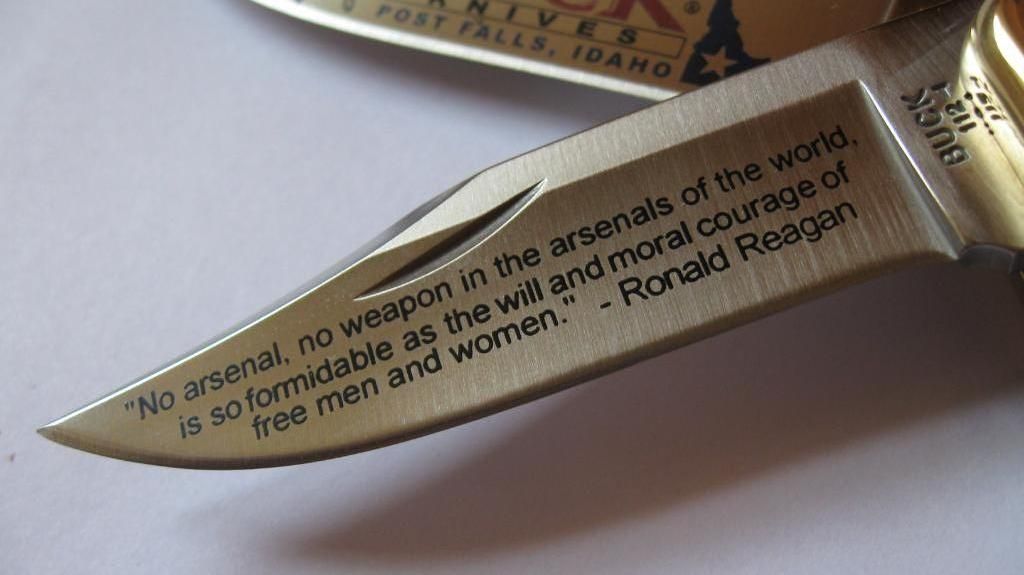 KNIVES
POST FALLS, IDAHO
BUCK
112
"No arsenal, no weapon in the arsenals of the world,
is so formidable as the will and moral courage of
free men and women." - Ronald Reagan